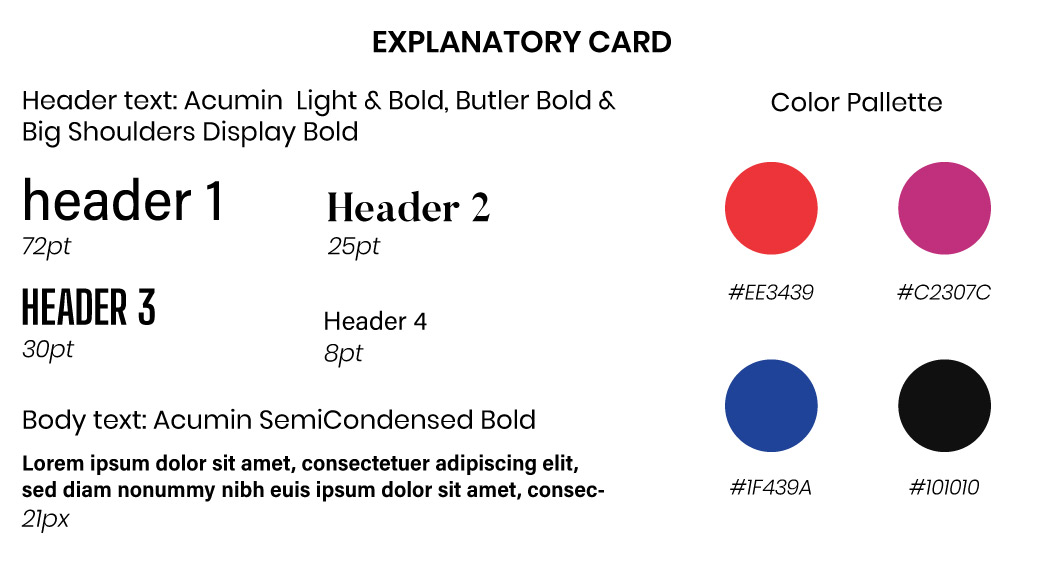 EXPLANATORY CARD
Header text: Acumin  Light & Bold, Butler Bold &
Big Shoulders Display Bold
header 1
72pt
Header 2
25pt
HEADER 3
30pt
Header 4
8pt
Body text: Acumin SemiCondensed Bold
Lorem ipsum dolor sit amet, consectetuer adipiscing elit,
sed diam nonummy nibh euis ipsum dolor sit amet, consec-
21px
Color Pallette
#EE3439
#C2307C
#1F439A
#101010